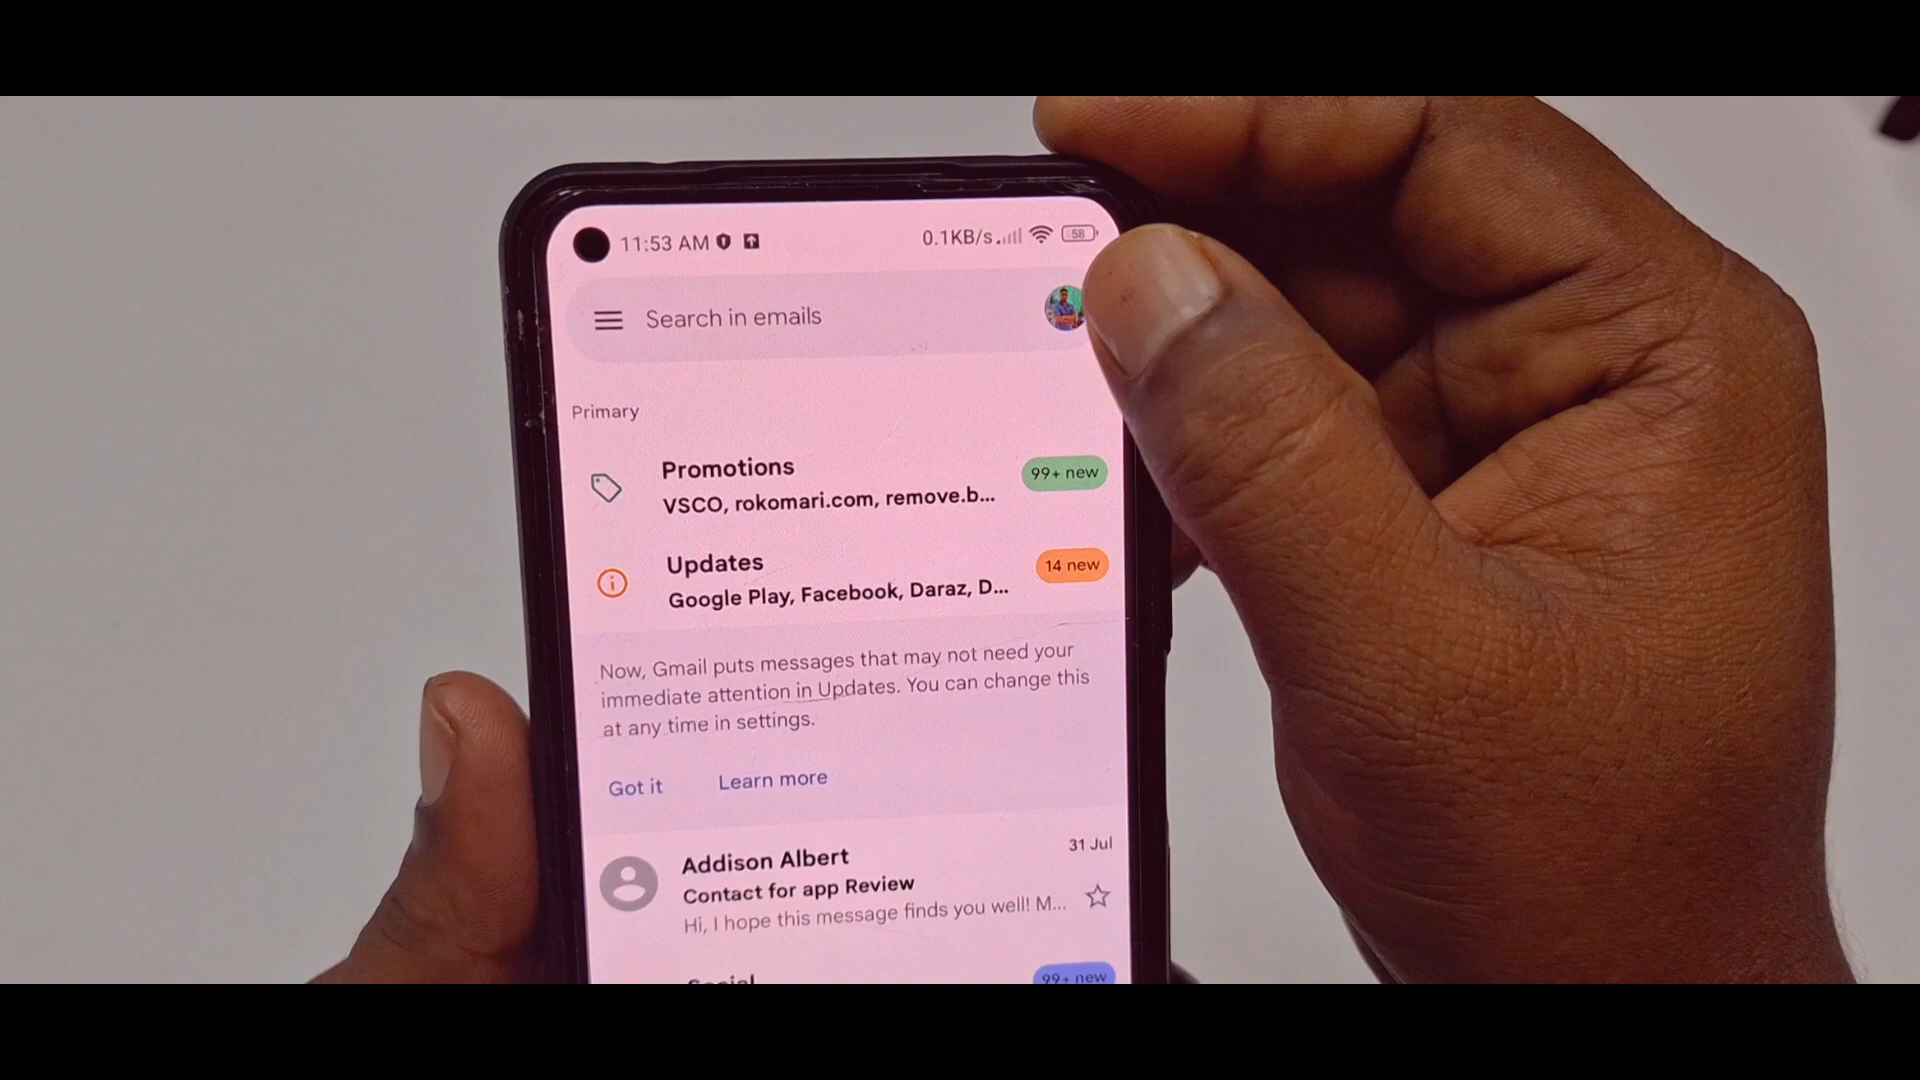 11:53 AM
0.1KB/s
58
Search in emails
Primary
Promotions
99+ new
VSCO, rokomari.com, remove.b...
Updates
14 new
Google Play, Facebook, Daraz, D...
Now, Gmail puts messages that may not need your
immediate attention in Updates. You can change this
at any time in settings.
Got it
Learn more
Addison Albert
31 Jul
Contact for app Review
Hi, I hope this message finds you well! M...
Social
99+ new